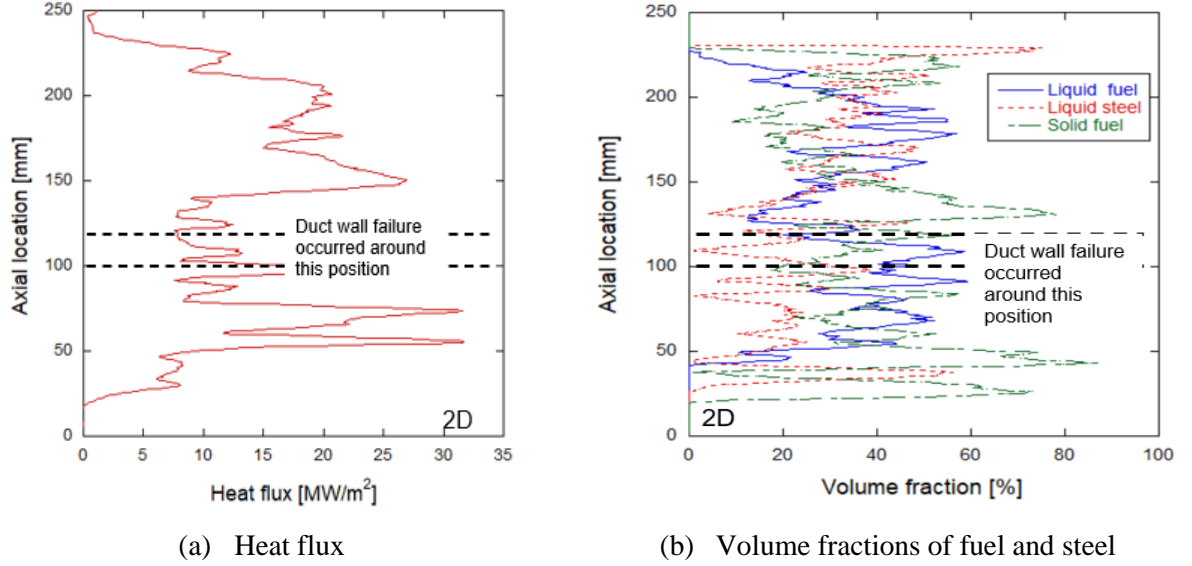 250
200
150
100
50
0
Axial location [mm]
Duct wall failure
occurred around
this position
2D
0 5 10 15 20 25 30 35
Heat flux [MW/m²]
(a) Heat flux
250
200
150
100
50
0
Axial location [mm]
Liquid fuel
Liquid steel
Solid fuel
Duct wall failure
occurred
around this
position
2D
0 20 40 60 80 100
Volume fraction [%]
(b) Volume fractions of fuel and steel